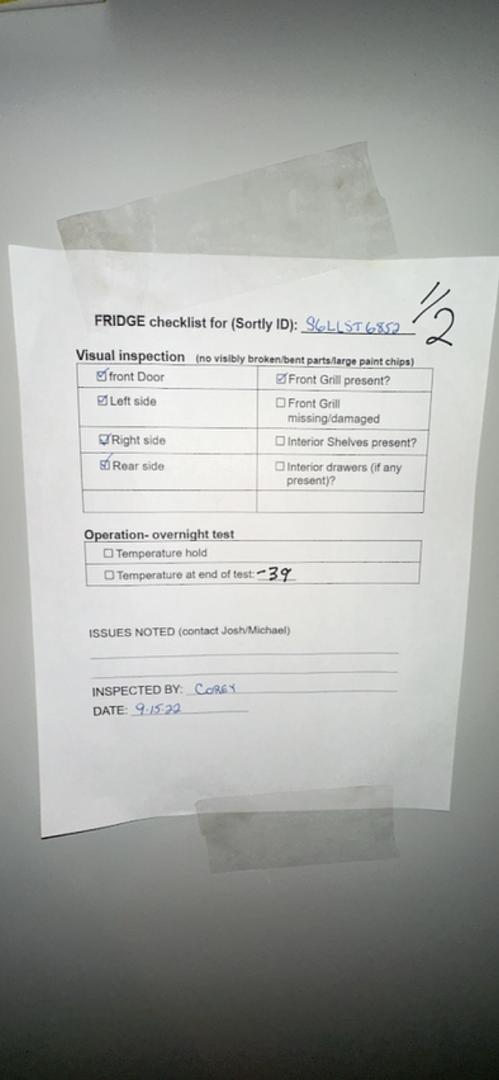 1/2
FRIDGE checklist for (Sortly ID): S6LLST6852
Visual inspection (no visibly broken/bent parts/large paint chips)
☑ front Door ☑ Front Grill present?
☑ Left side ☐ Front Grill
missing/damaged
☑ Right side ☐ Interior Shelves present?
☑ Rear side ☐ Interior drawers (if any
present)?
Operation- overnight test
☐ Temperature hold
☐ Temperature at end of test: -39
ISSUES NOTED (contact Josh/Michael)
INSPECTED BY: COREY
DATE: 9-15-22